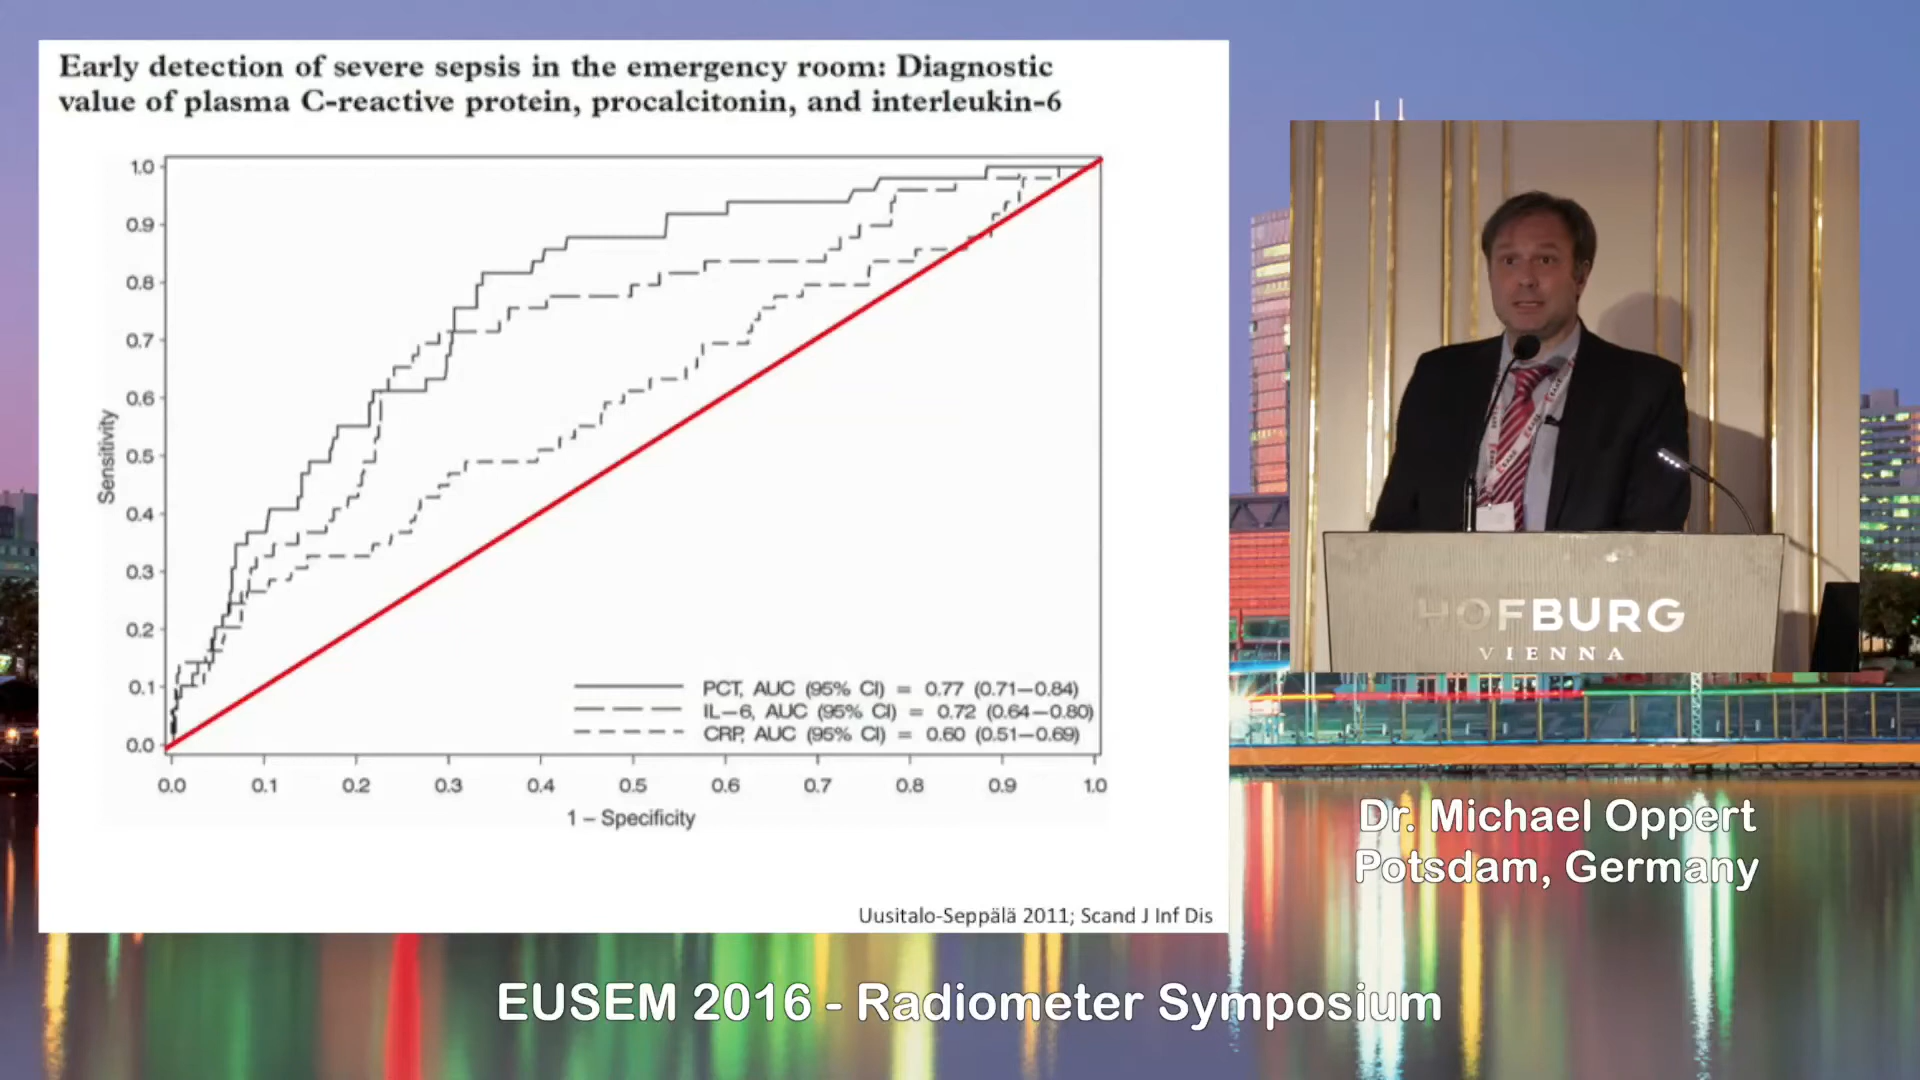 Early detection of severe sepsis in the emergency room: Diagnostic
value of plasma C-reactive protein, procalcitonin, and interleukin-6
1.0
0.9
0.8
0.7
0.6
0.5
0.4
0.3
0.2
0.1
0.0
Sensitivity
PCT, AUC (95% CI) = 0.77 (0.71–0.84)
IL–6, AUC (95% CI) = 0.72 (0.64–0.80)
CRP, AUC (95% CI) = 0.60 (0.51–0.69)
0.0 0.1 0.2 0.3 0.4 0.5 0.6 0.7 0.8 0.9 1.0
1 – Specificity
Uusitalo-Seppälä 2011; Scand J Inf Dis
HOFBURG
VIENNA
Dr. Michael Oppert
Potsdam, Germany
EUSEM 2016 - Radiometer Symposium